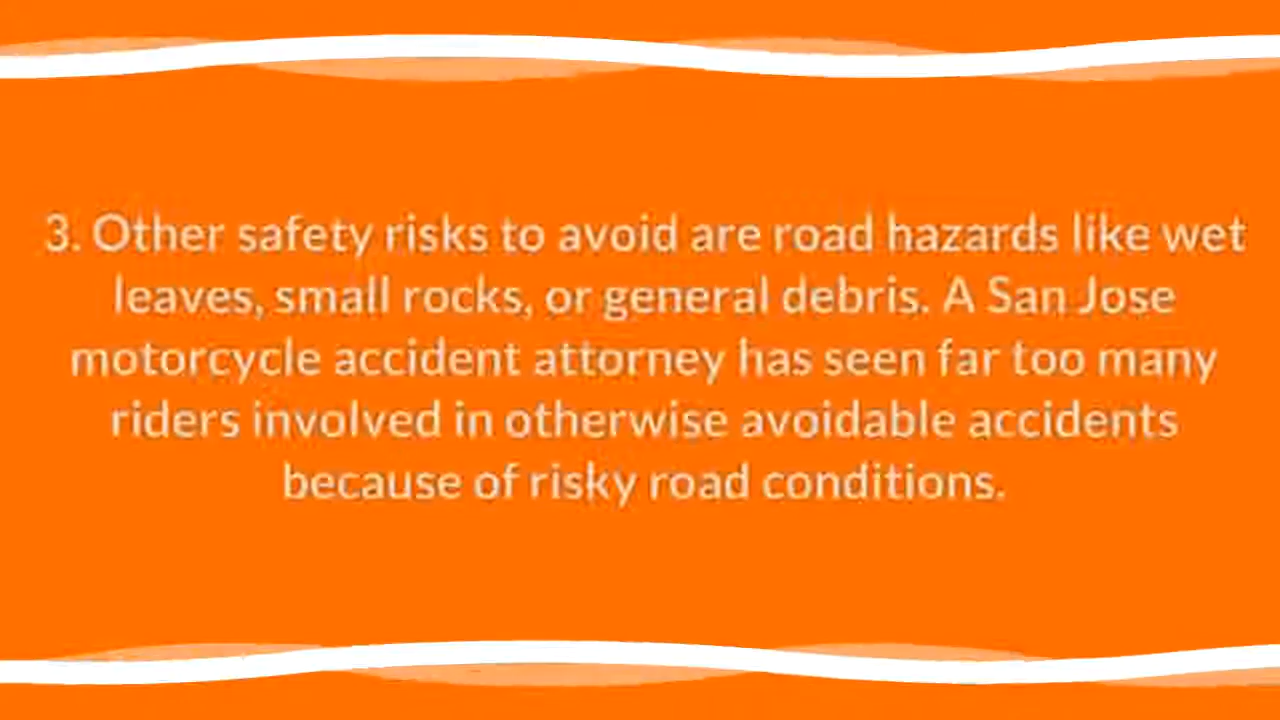 3. Other safety risks to avoid are road hazards like wet
leaves, small rocks, or general debris. A San Jose
motorcycle accident attorney has seen far too many
riders involved in otherwise avoidable accidents
because of risky road conditions.